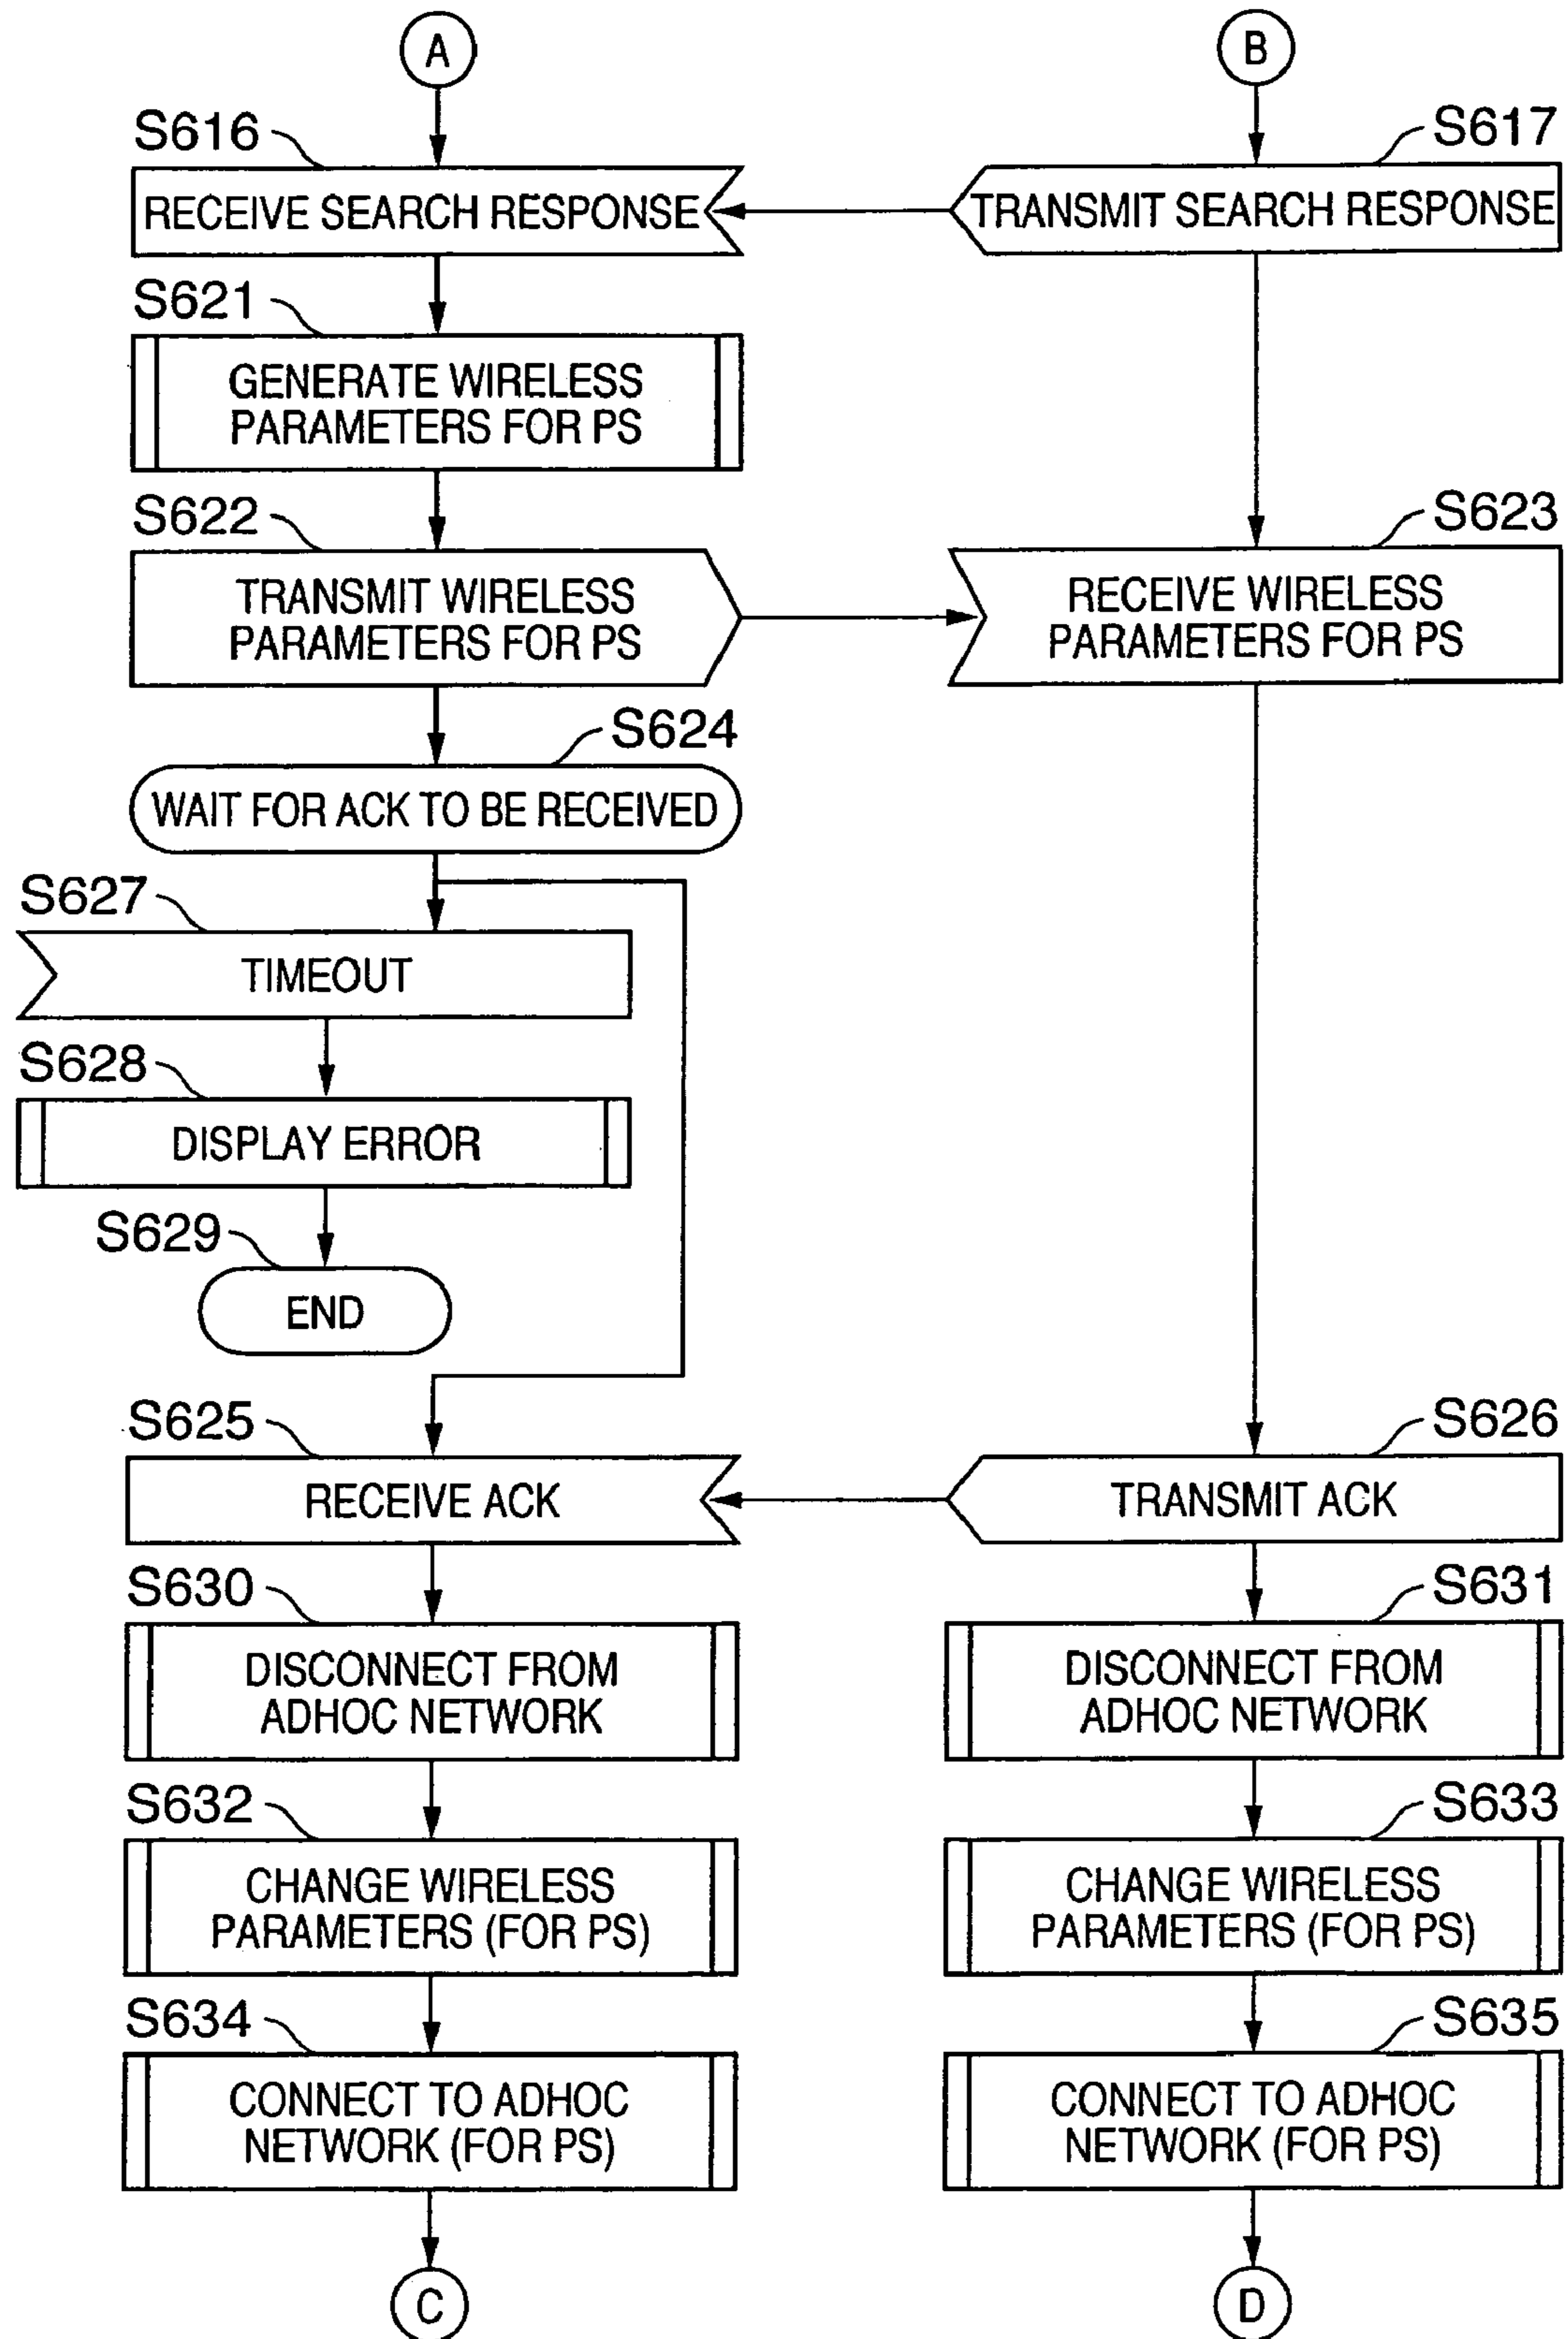 A
B
S616
S617
RECEIVE SEARCH RESPONSE
TRANSMIT SEARCH RESPONSE
S621
GENERATE WIRELESS
PARAMETERS FOR PS
S622
S623
TRANSMIT WIRELESS
PARAMETERS FOR PS
RECEIVE WIRELESS
PARAMETERS FOR PS
S624
WAIT FOR ACK TO BE RECEIVED
S627
TIMEOUT
S628
DISPLAY ERROR
S629
END
S625
S626
RECEIVE ACK
TRANSMIT ACK
S630
S631
DISCONNECT FROM
ADHOC NETWORK
DISCONNECT FROM
ADHOC NETWORK
S632
S633
CHANGE WIRELESS
PARAMETERS (FOR PS)
CHANGE WIRELESS
PARAMETERS (FOR PS)
S634
S635
CONNECT TO ADHOC
NETWORK (FOR PS)
CONNECT TO ADHOC
NETWORK (FOR PS)
C
D